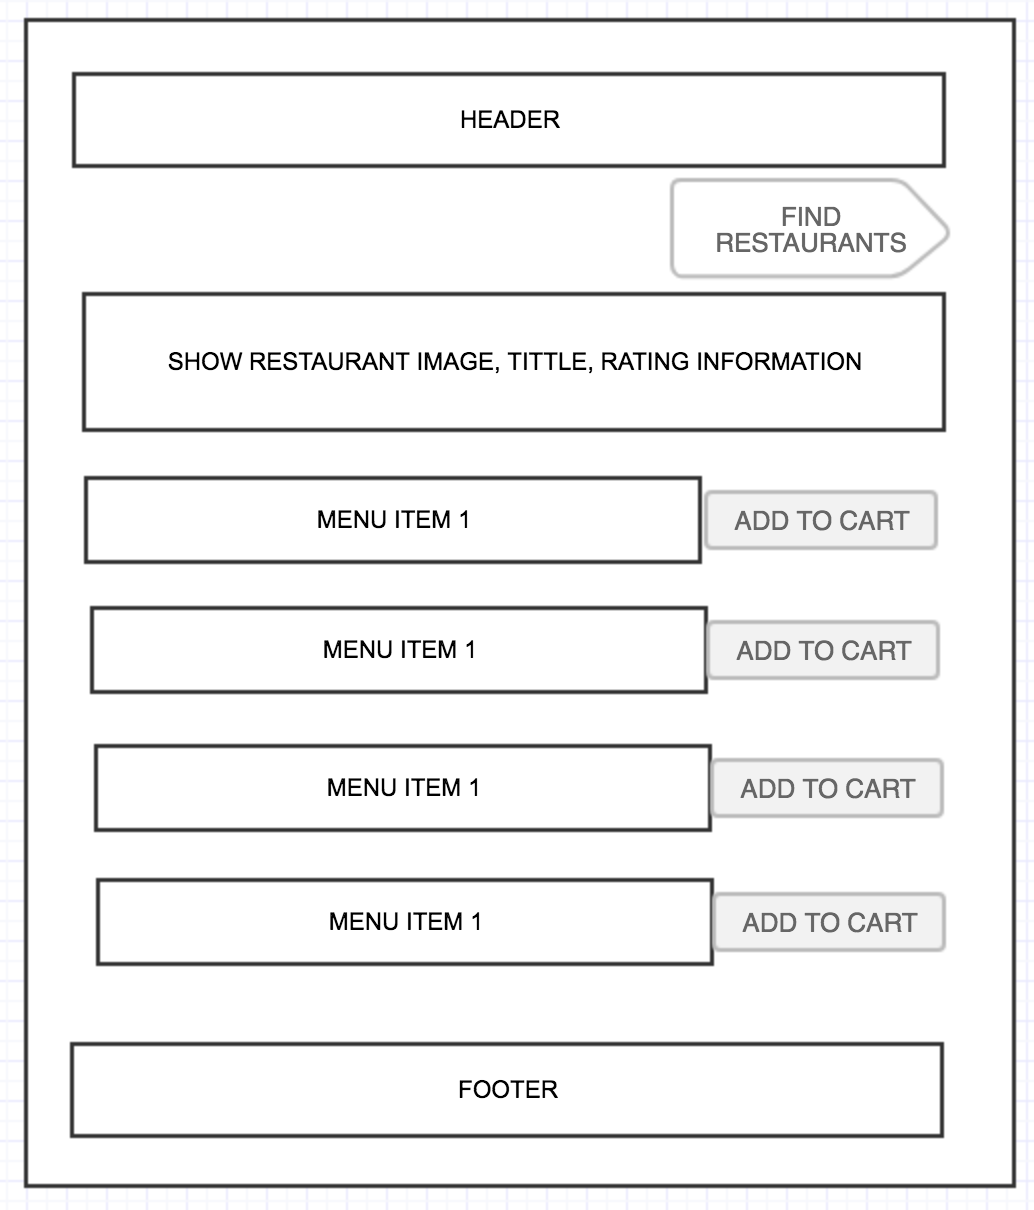 HEADER
FIND
RESTAURANTS
SHOW RESTAURANT IMAGE, TITTLE, RATING INFORMATION
MENU ITEM 1
ADD TO CART
MENU ITEM 1
ADD TO CART
MENU ITEM 1
ADD TO CART
MENU ITEM 1
ADD TO CART
FOOTER